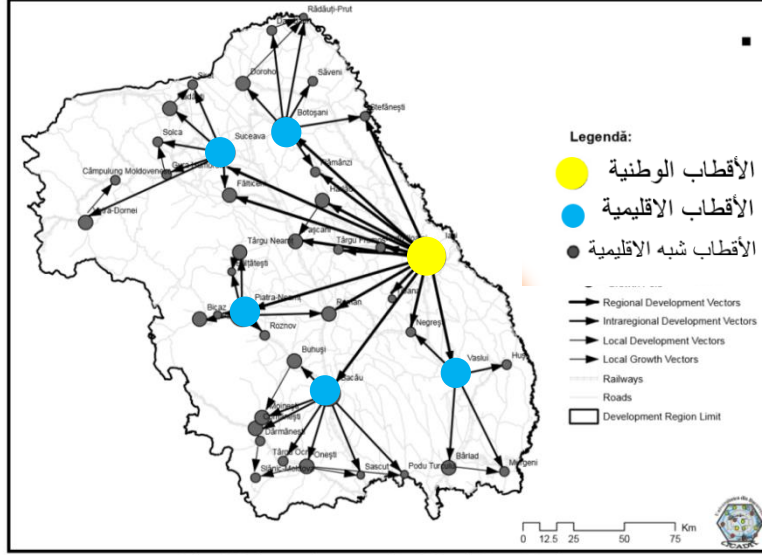 Rădăuți-Prut
Doroho
Săveni
Ștefănești
Botoșani
Suceava
Solca
Câmpulung Moldovenesc
Flămânzi
Fălticeni
Hârlău
Pașcani
Târgu Frumos
Iași
Târgu Neamț
Piatra-Neamț
Bicaz
Roznov
Roman
Negrești
Vaslui
Huși
Buhuși
Bacău
Dărmănești
Târgu Ocna
Onești
Slănic-Moldova
Sascut
Podu Turcului
Bârlad
Murgeni
Legendă:
الأقطاب الوطنية
الأقطاب الاقليمية
الأقطاب شبه الاقليمية
Regional Development Vectors
Intraregional Development Vectors
Local Development Vectors
Local Growth Vectors
Railways
Roads
Development Region Limit
Km
0 12.5 25 50 75